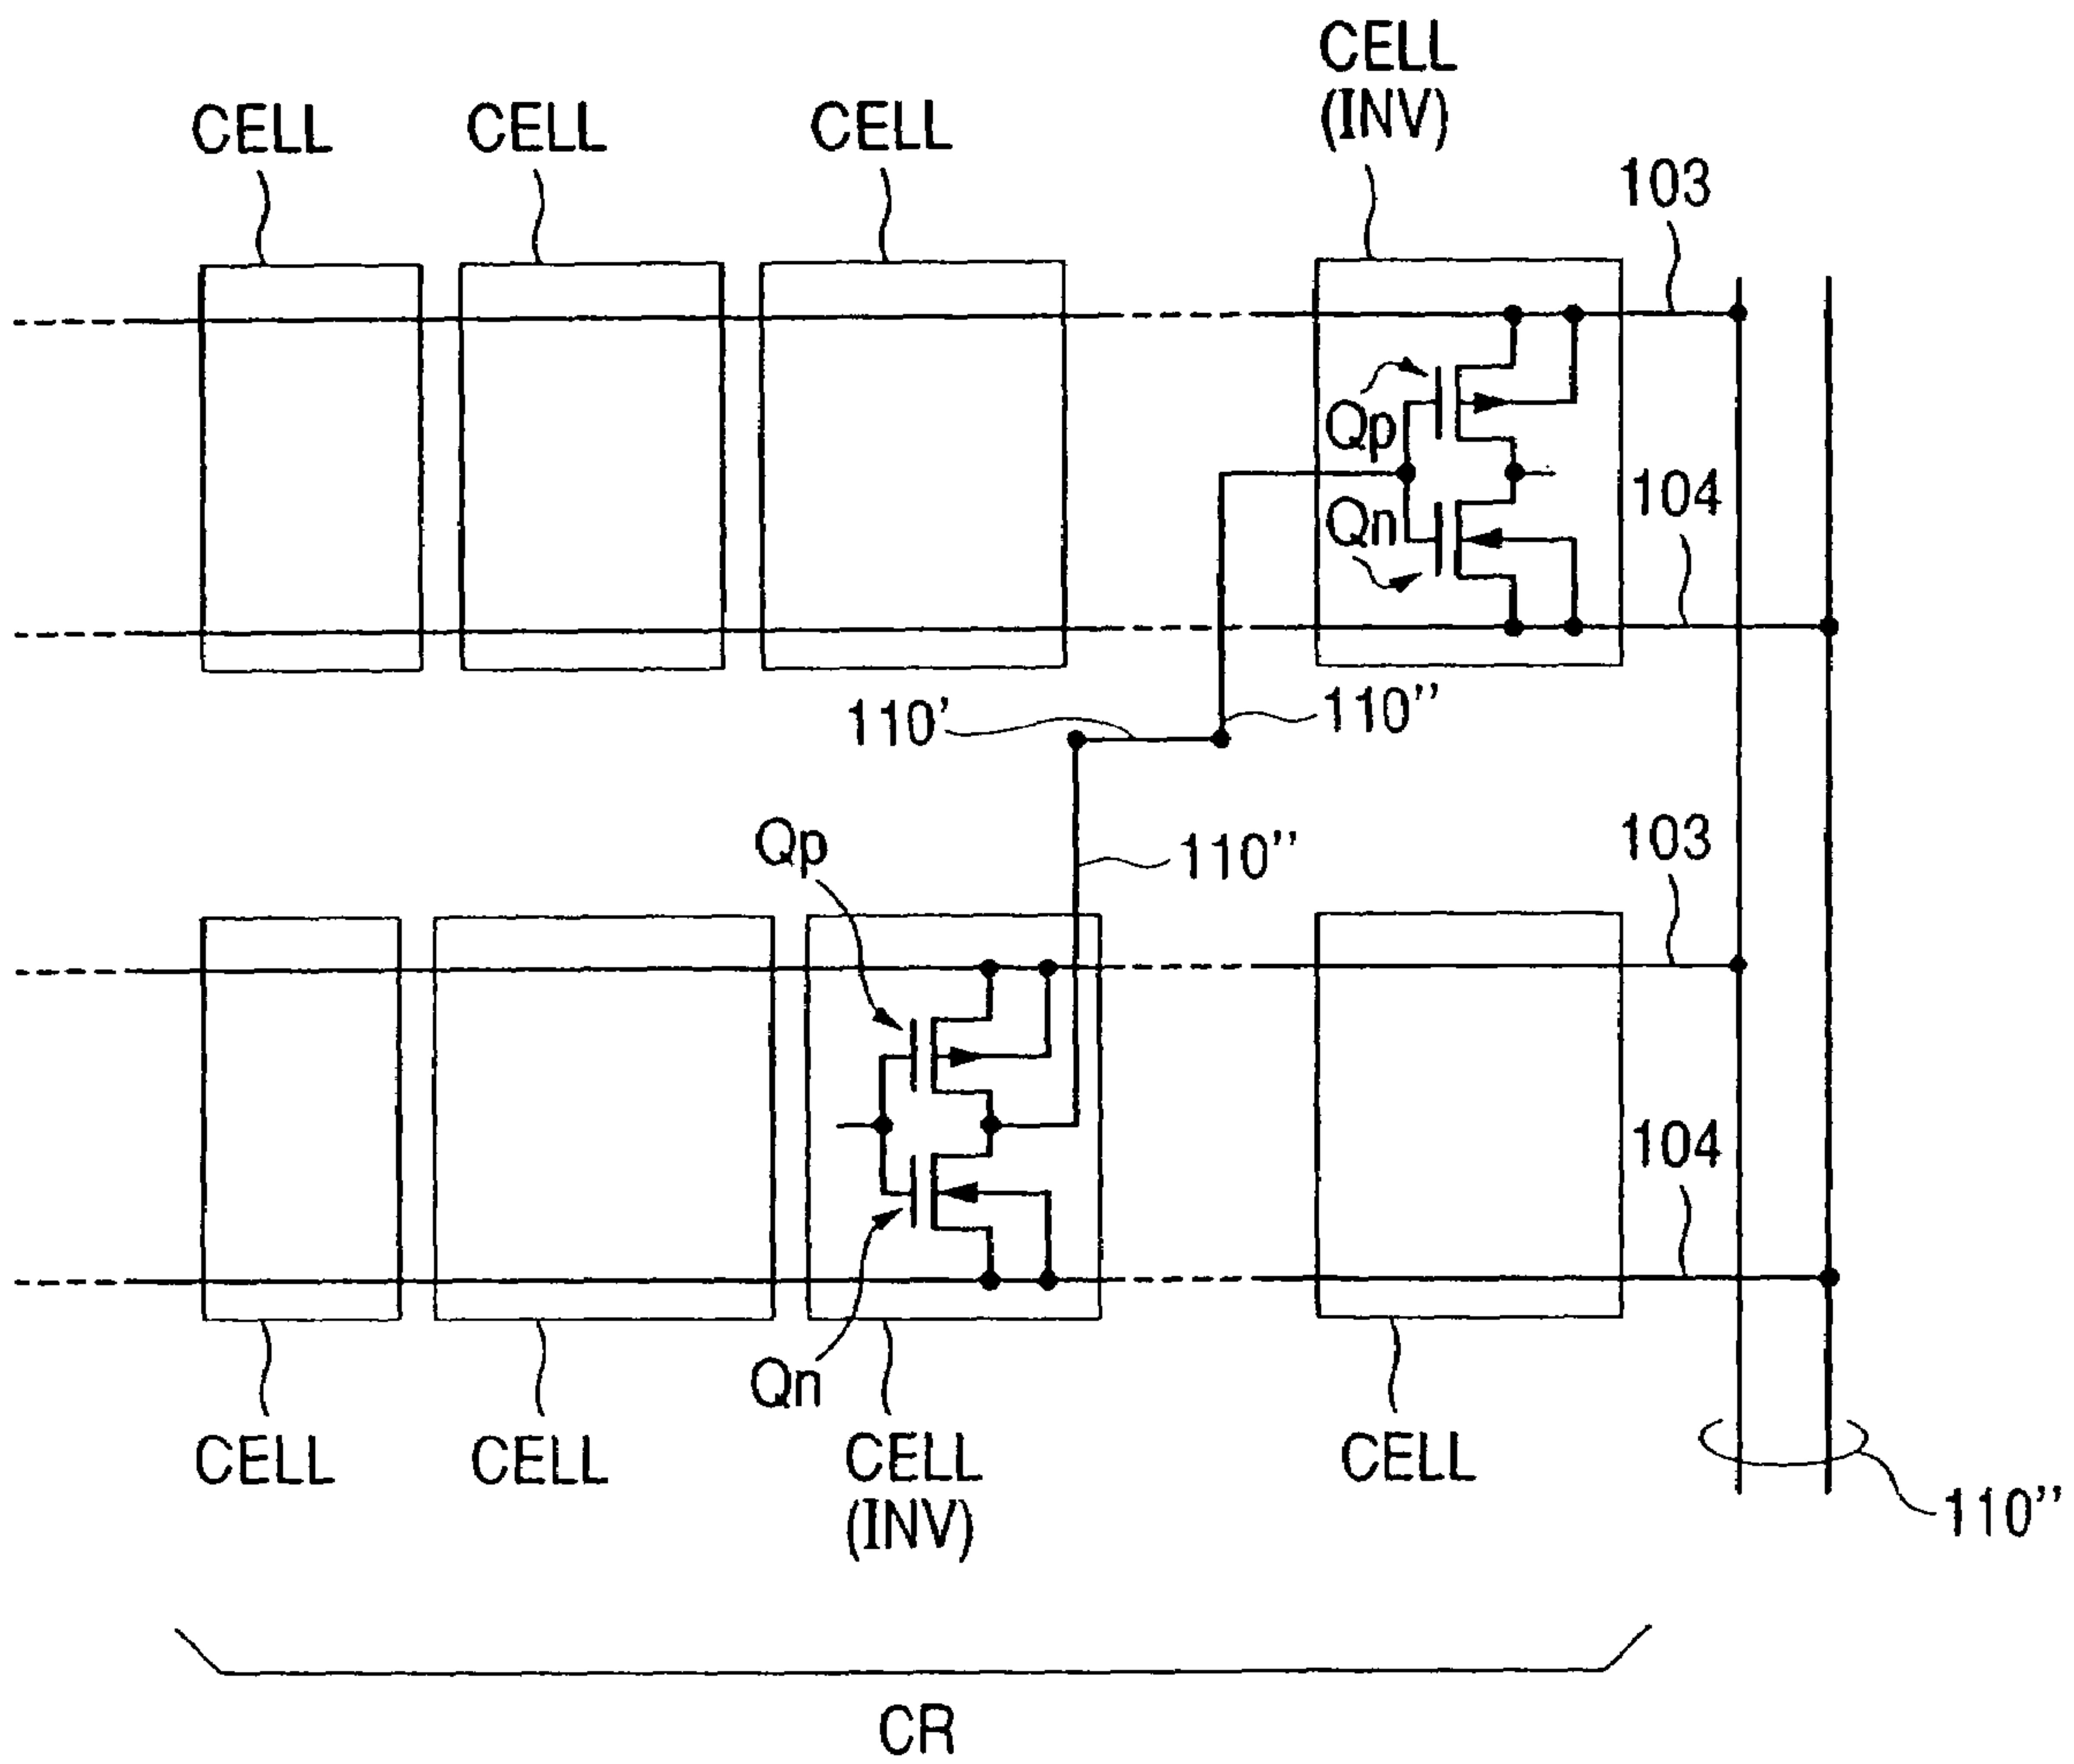 CELL
(INV)
CELL
CELL
CELL
103
Qp
104
Qn
110'
110"
103
Qp
110"
104
Qn
CELL
CELL
CELL
(INV)
CELL
110"
CR